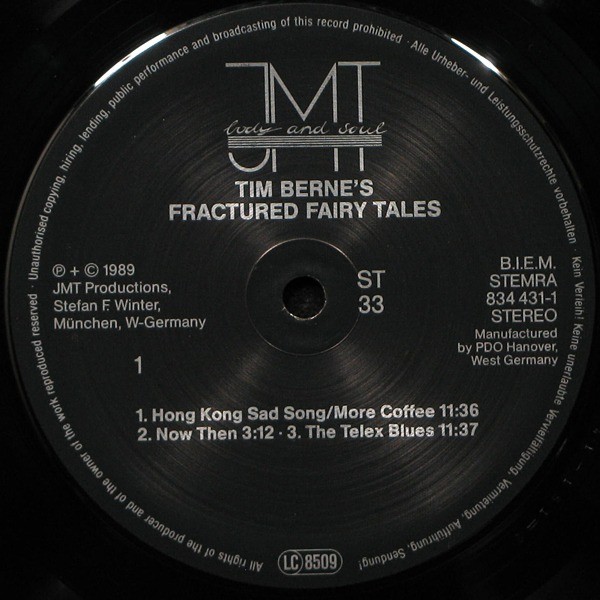 All rights of the producer and of the owner of the work reproduced reserved · Unauthorised copying, hiring, lending, public performance and broadcasting of this record prohibited · Alle Urheber- und Leistungsschutzrechte vorbehalten · Kein Verleih! Keine unerlaubte Vervielfältigung, Vermietung, Aufführung, Sendung!
JMT
body and soul
TIM BERNE'S
FRACTURED FAIRY TALES
℗ + © 1989
JMT Productions,
Stefan F. Winter,
München, W-Germany
1
ST
33
B.I.E.M.
STEMRA
834 431-1
STEREO
Manufactured
by PDO Hanover,
West Germany
1. Hong Kong Sad Song/More Coffee 11:36
2. Now Then 3:12 · 3. The Telex Blues 11:37
LC 8509